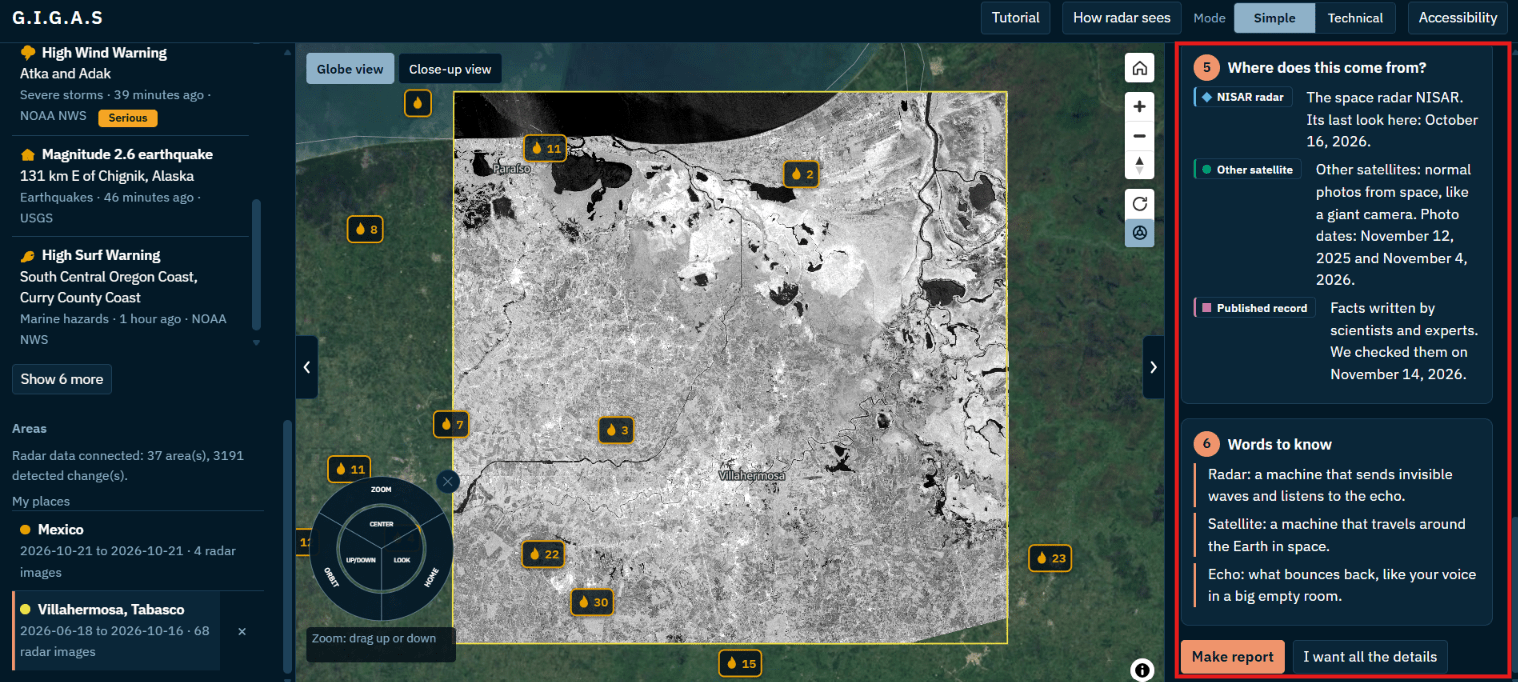 G.I.G.A.S
Tutorial
How radar sees
Mode
Simple
Technical
Accessibility
High Wind Warning
Atka and Adak
Severe storms · 39 minutes ago ·
NOAA NWS
Serious
Magnitude 2.6 earthquake
131 km E of Chignik, Alaska
Earthquakes · 46 minutes ago ·
USGS
High Surf Warning
South Central Oregon Coast,
Curry County Coast
Marine hazards · 1 hour ago · NOAA
NWS
Show 6 more
Areas
Radar data connected: 37 area(s), 3191
detected change(s).
My places
Mexico
2026-10-21 to 2026-10-21 · 4 radar
images
Villahermosa, Tabasco
2026-06-18 to 2026-10-16 · 68
radar images
×
Globe view
Close-up view
11
Paraíso
2
8
7
3
11
Villahermosa
22
23
30
15
ZOOM
CENTER
UP/DOWN
LOOK
ORBIT
HOME
Zoom: drag up or down
5
Where does this come from?
NISAR radar
The space radar NISAR.
Its last look here: October
16, 2026.
Other satellite
Other satellites: normal
photos from space, like
a giant camera. Photo
dates: November 12,
2025 and November 4,
2026.
Published record
Facts written by
scientists and experts.
We checked them on
November 14, 2026.
6
Words to know
Radar: a machine that sends invisible
waves and listens to the echo.
Satellite: a machine that travels around
the Earth in space.
Echo: what bounces back, like your voice
in a big empty room.
Make report
I want all the details